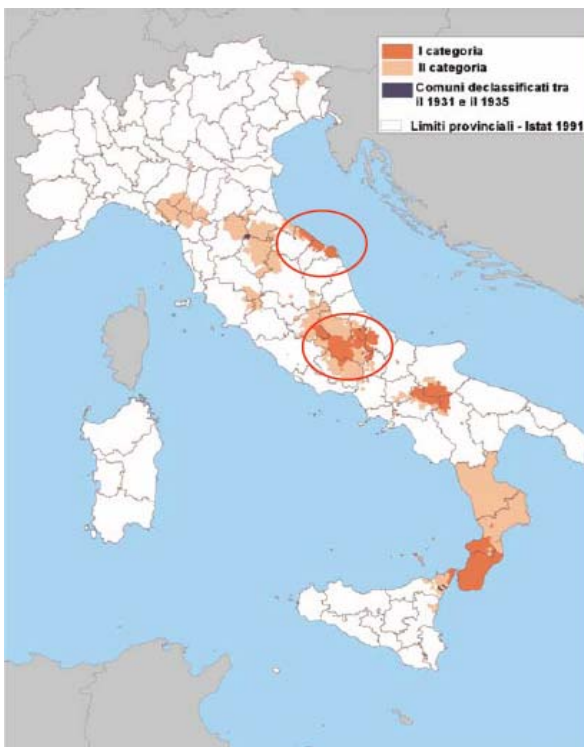 I categoria
II categoria
Comuni declassificati tra
il 1931 e il 1935
Limiti provinciali - Istat 1991